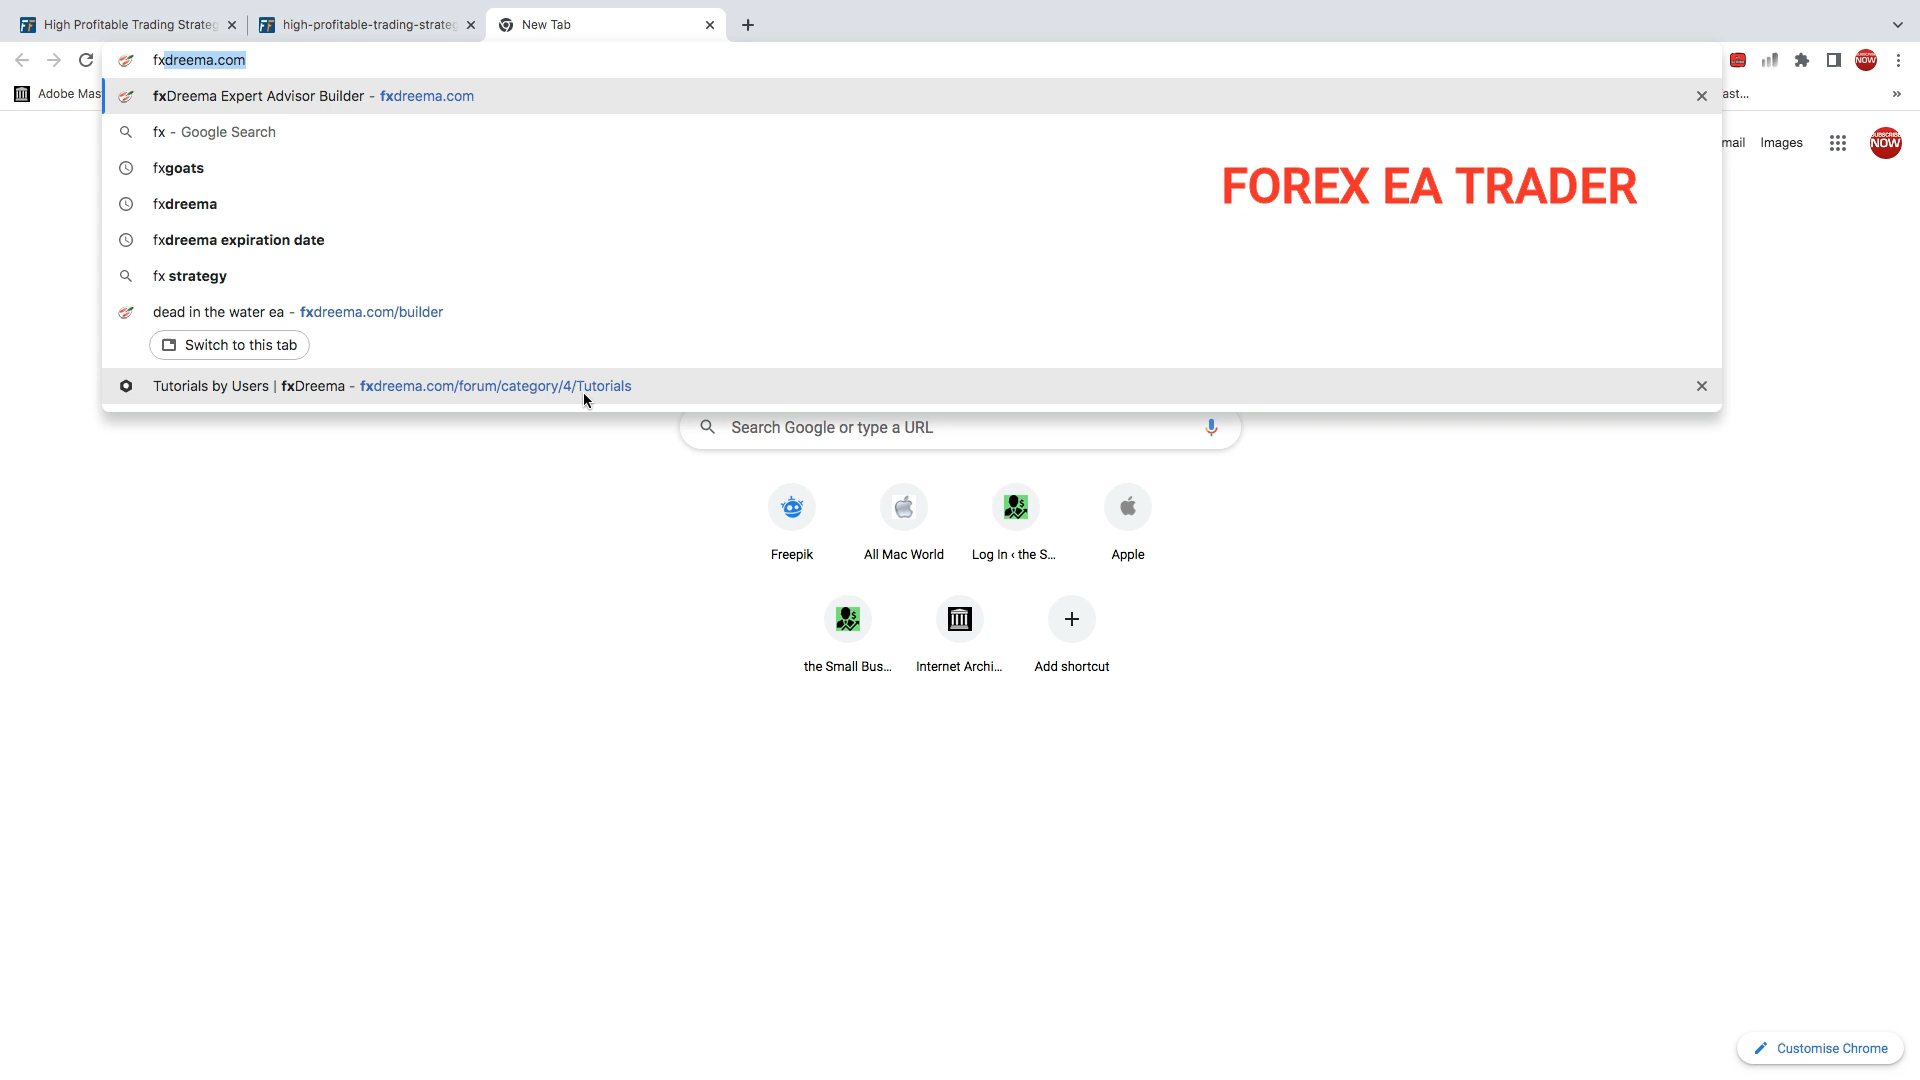 High Profitable Trading Strateg
high-profitable-trading-strateg
New Tab
fxdreema.com
NOW
Adobe Mas
ast...
fxDreema Expert Advisor Builder - fxdreema.com
fx - Google Search
mail
Images
SUBSCRIBE
NOW
fxgoats
FOREX EA TRADER
fxdreema
fxdreema expiration date
fx strategy
dead in the water ea - fxdreema.com/builder
Switch to this tab
Tutorials by Users | fxDreema - fxdreema.com/forum/category/4/Tutorials
Search Google or type a URL
Freepik
All Mac World
Log In ‹ the S...
Apple
the Small Bus...
Internet Archi...
Add shortcut
Customise Chrome